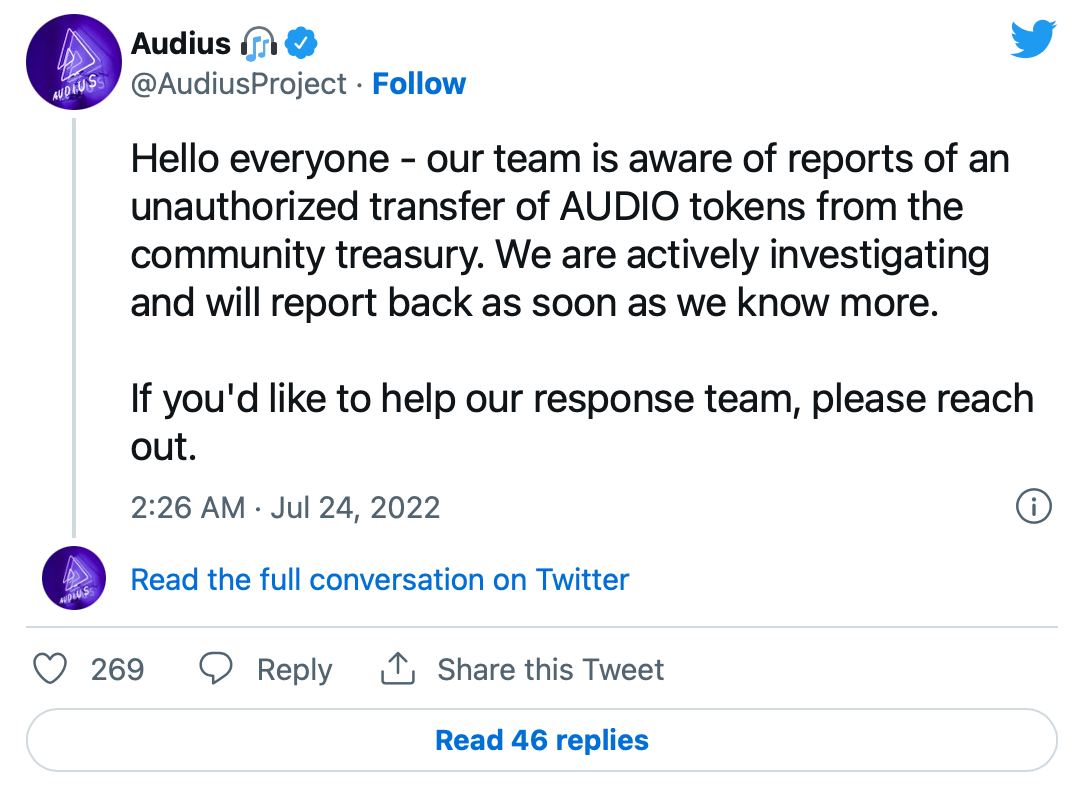 Audius
@AudiusProject · Follow
Hello everyone - our team is aware of reports of an
unauthorized transfer of AUDIO tokens from the
community treasury. We are actively investigating
and will report back as soon as we know more.
If you'd like to help our response team, please reach
out.
2:26 AM · Jul 24, 2022
Read the full conversation on Twitter
269 Reply Share this Tweet
Read 46 replies
AUDIUS
AUDIUS